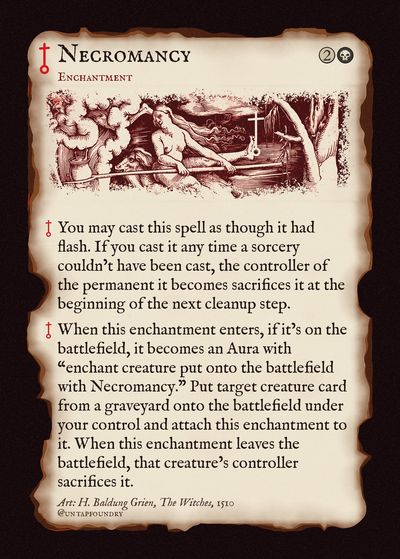 Necromancy
2
Enchantment
You may cast this spell as though it had
flash. If you cast it any time a sorcery
couldn't have been cast, the controller of
the permanent it becomes sacrifices it at the
beginning of the next cleanup step.
When this enchantment enters, if it's on the
battlefield, it becomes an Aura with
"enchant creature put onto the battlefield
with Necromancy." Put target creature card
from a graveyard onto the battlefield under
your control and attach this enchantment to
it. When this enchantment leaves the
battlefield, that creature's controller
sacrifices it.
Art: H. Baldung Grien, The Witches, 1510
@untapfoundry